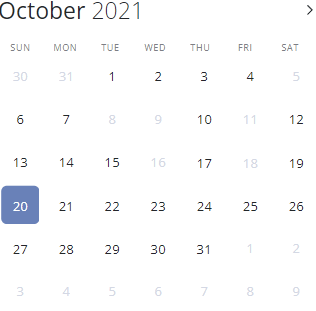 October 2021
SUN MON TUE WED THU FRI SAT
30 31 1 2 3 4 5
6 7 8 9 10 11 12
13 14 15 16 17 18 19
20 21 22 23 24 25 26
27 28 29 30 31 1 2
3 4 5 6 7 8 9